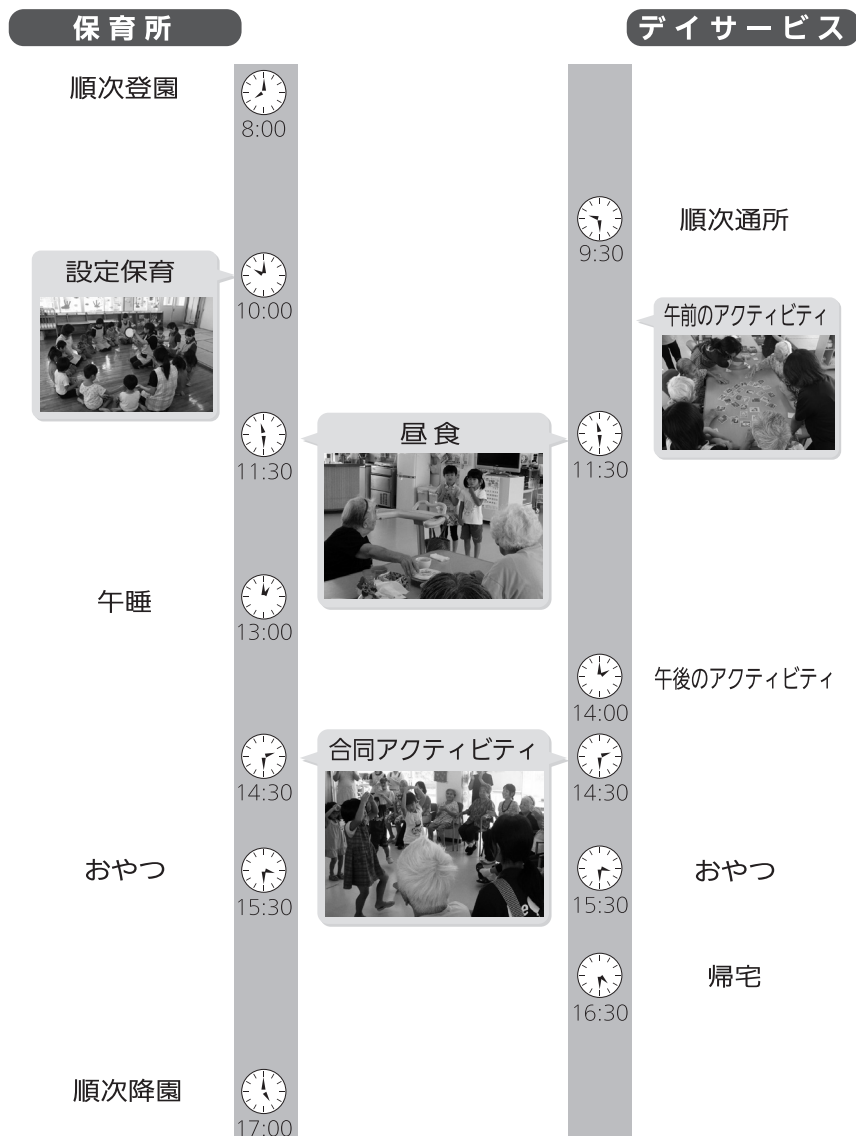 保育所
デイサービス
順次登園
8:00
順次通所
9:30
設定保育
10:00
午前のアクティビティ
昼食
11:30
11:30
午睡
13:00
午後のアクティビティ
14:00
合同アクティビティ
14:30
14:30
おやつ
15:30
おやつ
15:30
帰宅
16:30
順次降園
17:00